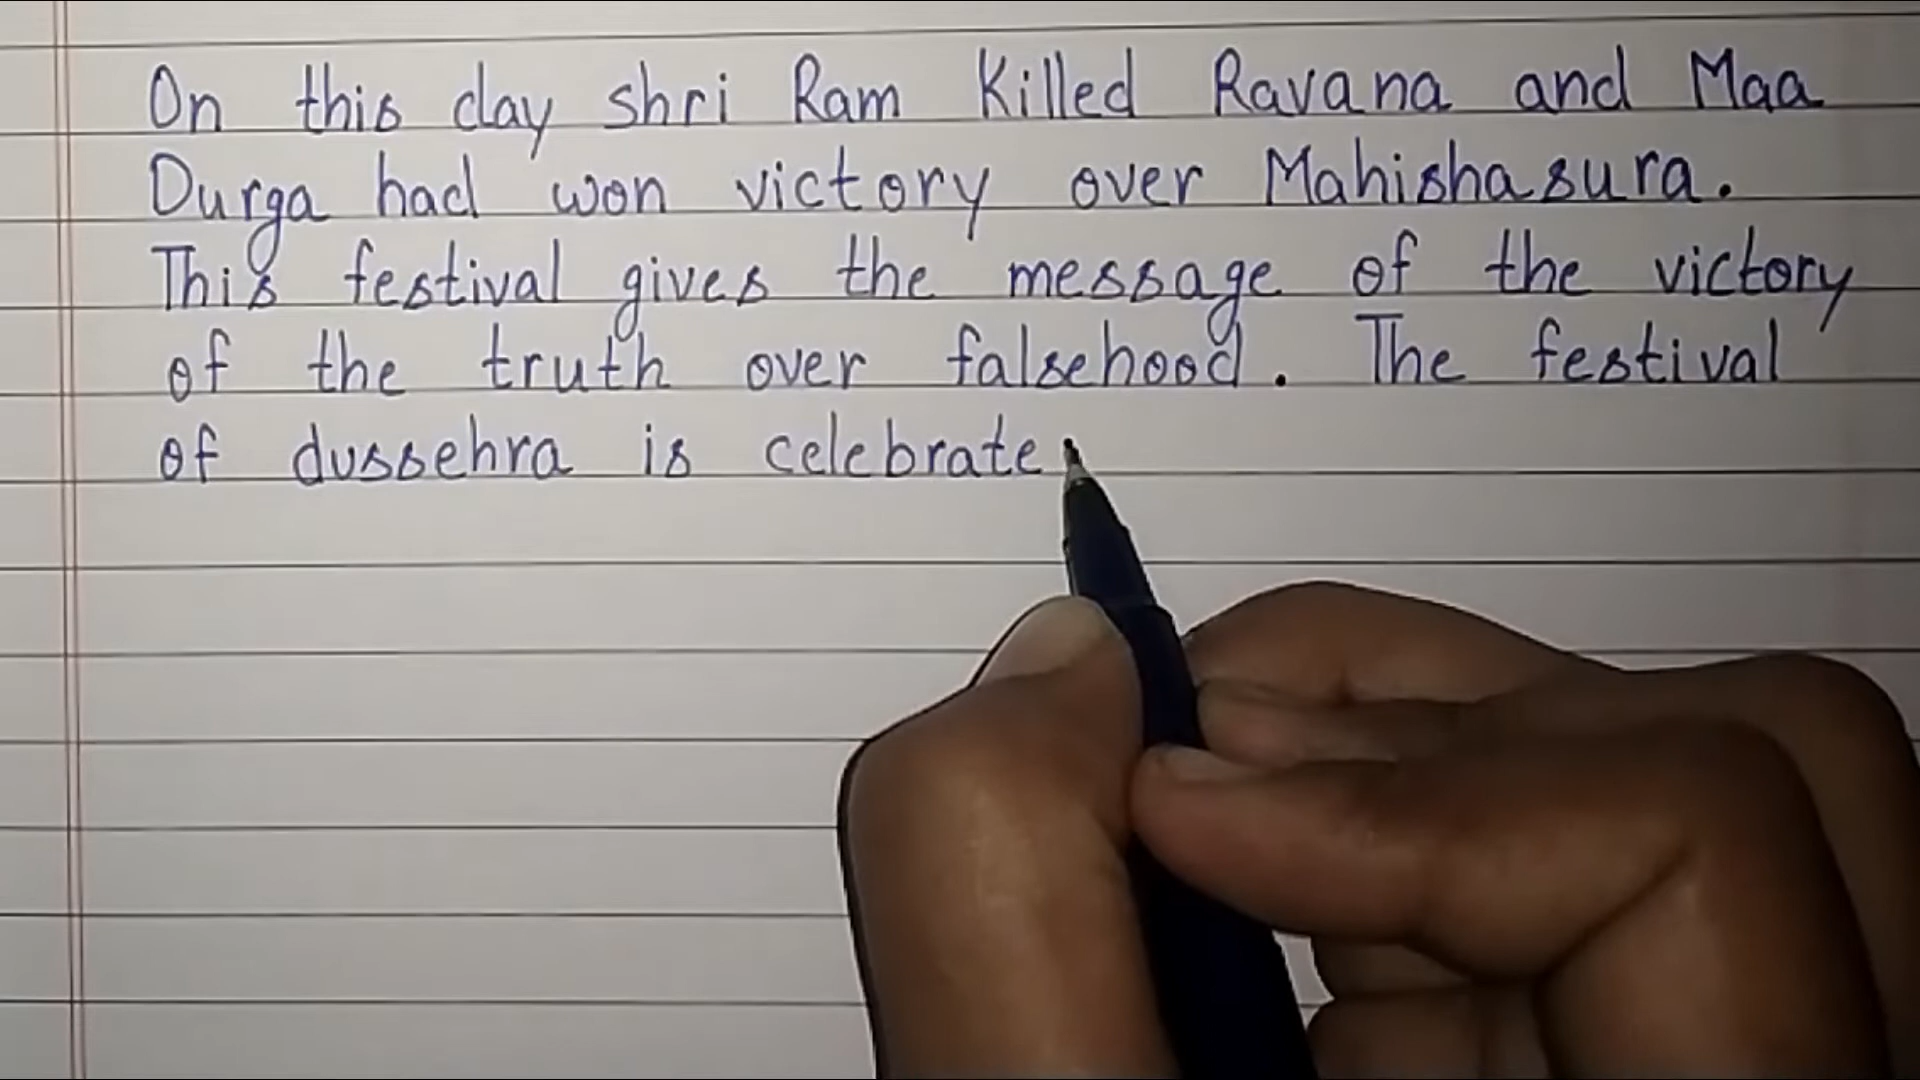 On this day shri Ram Killed Ravana and Maa
Durga had won victory over Mahishasura.
This festival gives the message of the victory
of the truth over falsehood. The festival
of dussehra is celebrate